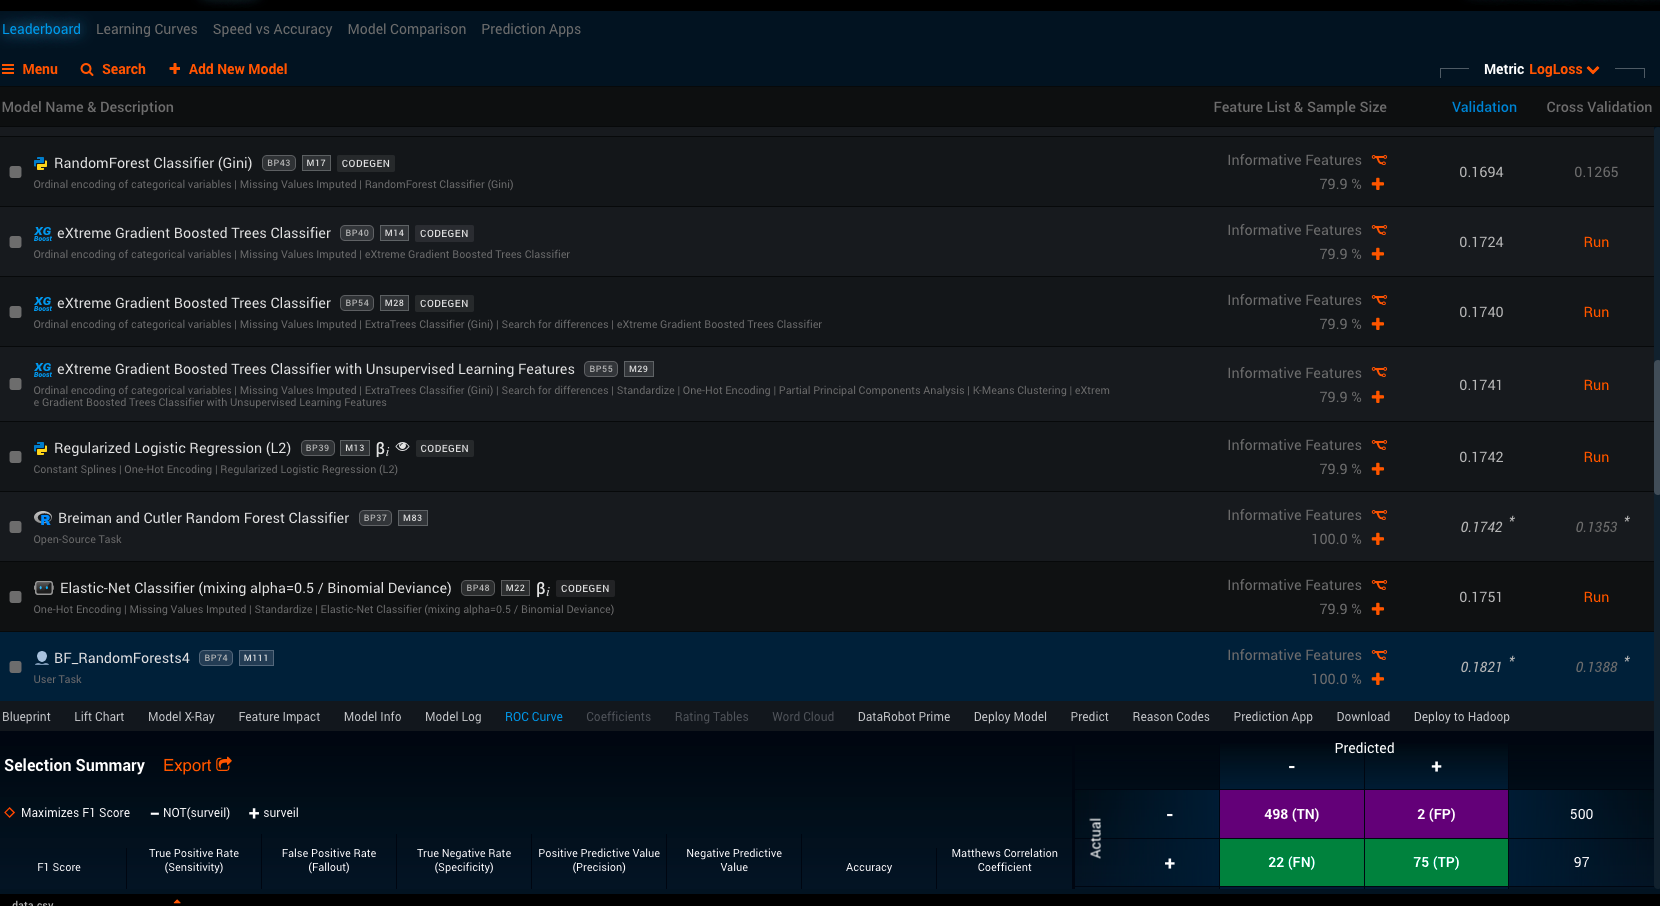 Leaderboard Learning Curves Speed vs Accuracy Model Comparison Prediction Apps
Menu Search + Add New Model Metric LogLoss
Model Name & Description Feature List & Sample Size Validation Cross Validation
RandomForest Classifier (Gini) BP43 M17 CODEGEN Informative Features
Ordinal encoding of categorical variables | Missing Values Imputed | RandomForest Classifier (Gini) 79.9 % + 0.1694 0.1265
XG Boost eXtreme Gradient Boosted Trees Classifier BP40 M14 CODEGEN Informative Features
Ordinal encoding of categorical variables | Missing Values Imputed | eXtreme Gradient Boosted Trees Classifier 79.9 % + 0.1724 Run
XG Boost eXtreme Gradient Boosted Trees Classifier BP54 M28 CODEGEN Informative Features
Ordinal encoding of categorical variables | Missing Values Imputed | ExtraTrees Classifier (Gini) | Search for differences | eXtreme Gradient Boosted Trees Classifier 79.9 % + 0.1740 Run
XG Boost eXtreme Gradient Boosted Trees Classifier with Unsupervised Learning Features BP55 M29 Informative Features
Ordinal encoding of categorical variables | Missing Values Imputed | ExtraTrees Classifier (Gini) | Search for differences | Standardize | One-Hot Encoding | Partial Principal Components Analysis | K-Means Clustering | eXtrem
e Gradient Boosted Trees Classifier with Unsupervised Learning Features 79.9 % + 0.1741 Run
Regularized Logistic Regression (L2) BP39 M13 βi CODEGEN Informative Features
Constant Splines | One-Hot Encoding | Regularized Logistic Regression (L2) 79.9 % + 0.1742 Run
R Breiman and Cutler Random Forest Classifier BP37 M83 Informative Features
Open-Source Task 100.0 % + 0.1742 * 0.1353 *
Elastic-Net Classifier (mixing alpha=0.5 / Binomial Deviance) BP48 M22 βi CODEGEN Informative Features
One-Hot Encoding | Missing Values Imputed | Standardize | Elastic-Net Classifier (mixing alpha=0.5 / Binomial Deviance) 79.9 % + 0.1751 Run
BF_RandomForests4 BP74 M111 Informative Features
User Task 100.0 % + 0.1821 * 0.1388 *
Blueprint Lift Chart Model X-Ray Feature Impact Model Info Model Log ROC Curve Coefficients Rating Tables Word Cloud DataRobot Prime Deploy Model Predict Reason Codes Prediction App Download Deploy to Hadoop
Selection Summary Export
Maximizes F1 Score - NOT(surveil) + surveil
F1 Score
True Positive Rate
(Sensitivity)
False Positive Rate
(Fallout)
True Negative Rate
(Specificity)
Positive Predictive Value
(Precision)
Negative Predictive
Value
Accuracy
Matthews Correlation
Coefficient
Predicted
- +
Actual
- 498 (TN) 2 (FP) 500
+ 22 (FN) 75 (TP) 97
data.csv